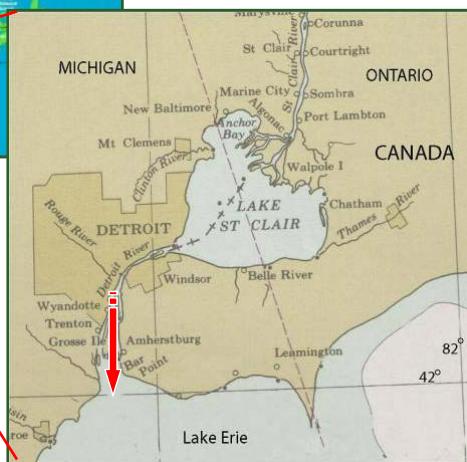 Marysville
Corunna
St Clair
Courtright
St Clair River
MICHIGAN
ONTARIO
Marine City
Sombra
New Baltimore
Algonac
Port Lambton
Anchor Bay
Mt Clemens
CANADA
Walpole I
Clinton River
LAKE
ST CLAIR
Chatham
Thames River
Rouge River
DETROIT
Detroit River
Windsor
Belle River
Wyandotte
Trenton
Grosse Ile
Amherstburg
Bar Point
Leamington
82°
42°
Lake Erie